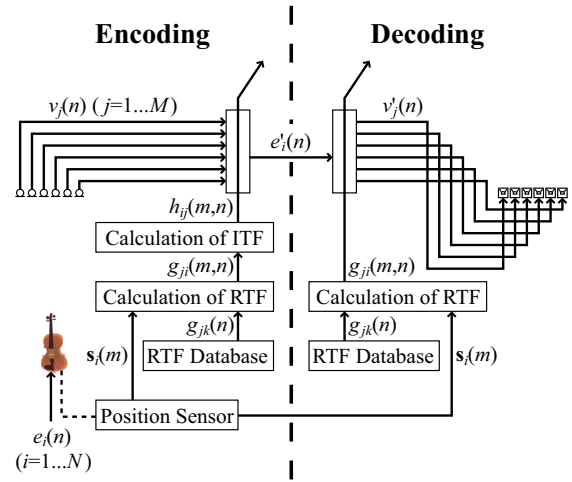 Encoding
Decoding
v_j(n) (j=1...M)
v'_j(n)
e'_i(n)
h_ij(m,n)
Calculation of ITF
g_ji(m,n)
g_ji(m,n)
Calculation of RTF
Calculation of RTF
g_jk(n)
g_jk(n)
s_i(m)
RTF Database
RTF Database
s_i(m)
Position Sensor
e_i(n)
(i=1...N)